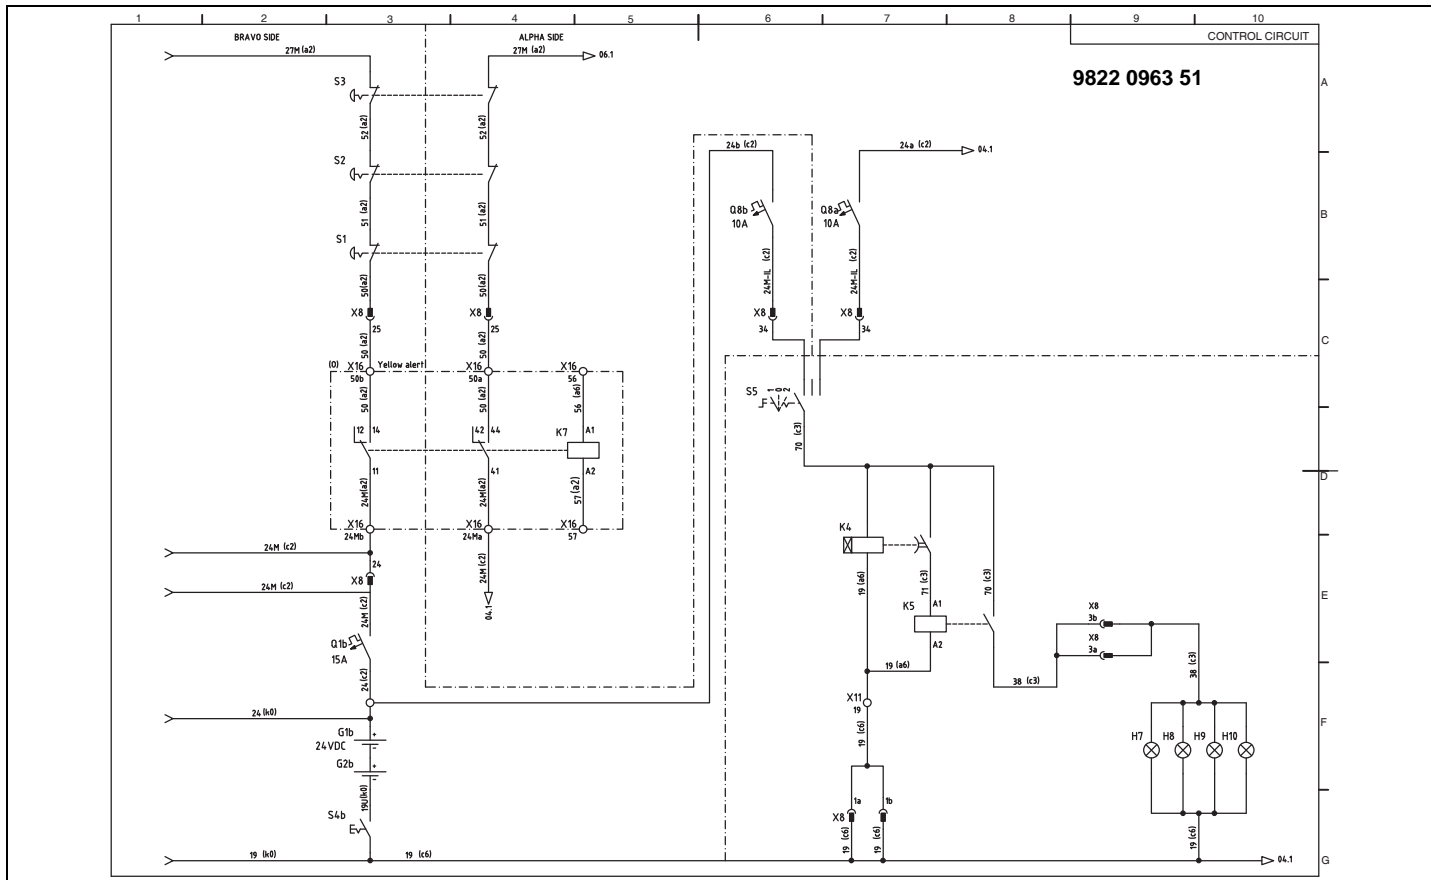 1 2 3 4 5 6 7 8 9 10
BRAVO SIDE
ALPHA SIDE
CONTROL CIRCUIT
27M (a2)
27M (a2)
06.1
9822 0963 51
A
S3
52 (a2)
52 (a2)
24b (c2)
24a (c2)
04.1
S2
51 (a2)
51 (a2)
Q8b
10A
Q8a
10A
B
S1
50(a2)
50(a2)
24M-IL (c2)
24M-IL (c2)
X8
25
X8
25
X8
34
X8
34
C
50 (a2)
50 (a2)
(0)
X16
50b
Yellow alert
X16
50a
X16
56
50 (a2)
50 (a2)
56 (a6)
S5
1 0 2
12 14
42 44
K7
A1
70 (c3)
11
41
A2
D
24M(a2)
24M(a2)
57 (a2)
X16
24Mb
X16
24Ma
X16
57
K4
24M (c2)
24
X8
24M (c2)
24M (c2)
24M (c2)
04.1
19 (a6)
71 (c3)
70 (c3)
E
K5
A1
A2
X8
3b
X8
3a
Q1b
15A
24(c2)
19 (a6)
38 (c3)
38 (c3)
X11
19
24 (k0)
F
G1b
+
24VDC
-
G2b
+
-
19 (c6)
H7
H8
H9
H10
19U(k0)
1a
1b
X8
S4b
19 (c6)
19 (c6)
19 (c6)
19 (k0)
19 (c6)
04.1
G